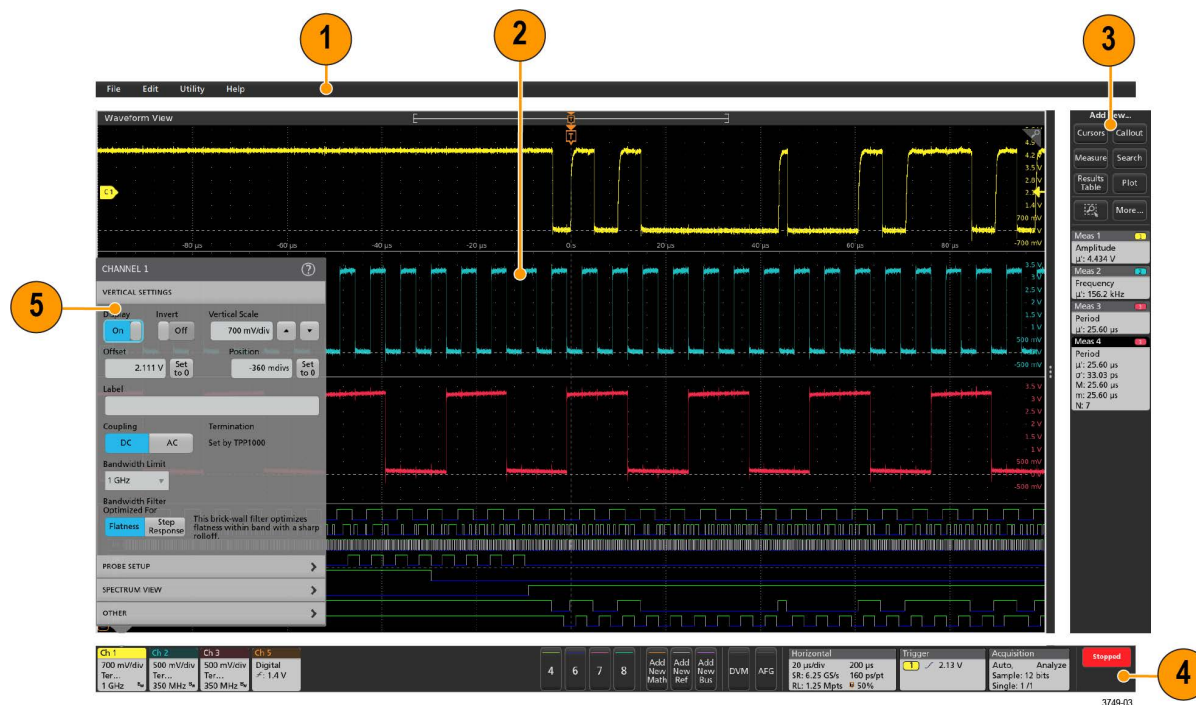 1
2
3
File Edit Utility Help
Waveform View
Add New...
Cursors Callout
Measure Search
Results Table Plot
More...
T
T
C1
4.9
4.2 V
3.5 V
2.8 V
2.1
1.4 V
700 mV
V
-700 mV
-80 µs -60 µs -40 µs -20 µs 0 s 20 µs 40 µs 60 µs 80 µs
Meas 1 1
Amplitude
µ': 4.434 V
Meas 2 2
Frequency
µ': 156.2 kHz
Meas 3 3
Period
µ': 25.60 µs
Meas 4
Period
µ': 25.60 µs
σ': 33.03 ps
M: 25.60 µs
m: 25.60 µs
N: 7
3.5 V
2.5 V
2 V
1.5 V
1 V
500 mV
-500 mV
3.5 V
3 V
2.5 V
2 V
1.5 V
500 mV
-500 mV
5
CHANNEL 1 ?
VERTICAL SETTINGS
Display Invert Vertical Scale
On Off 700 mV/div
Offset Position
2.111 V Set to 0 -360 mdivs Set to 0
Label
Coupling Termination
DC AC Set by TPP1000
Bandwidth Limit
1 GHz
Bandwidth Filter
Optimized For
Flatness Step Response
This brick-wall filter optimizes
flatness within band with a sharp
rolloff.
PROBE SETUP
SPECTRUM VIEW
OTHER
Ch 1
700 mV/div
Ter...
1 GHz
Ch 2
500 mV/div
Ter...
350 MHz
Ch 3
500 mV/div
Ter...
350 MHz
Ch 5
Digital
: 1.4 V
4 6 7 8
Add New Math
Add New Ref
Add New Bus
DVM AFG
Horizontal
20 µs/div 200 µs
SR: 6.25 GS/s 160 ps/pt
RL: 1.25 Mpts 50%
Trigger
1 2.13 V
Acquisition
Auto, Analyze
Sample: 12 bits
Single: 1 /1
Stopped
4
3749-03